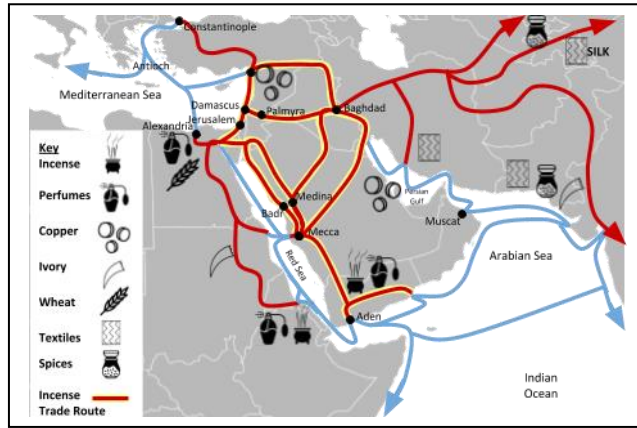 Constantinople
SILK
Antioch
Mediterranean Sea
Damascus
Palmyra
Baghdad
Jerusalem
Alexandria
Key
Incense
Perfumes
Copper
Ivory
Wheat
Textiles
Spices
Incense
Trade Route
Medina
Badr
Mecca
Persian
Gulf
Muscat
Red Sea
Arabian Sea
Aden
Indian
Ocean